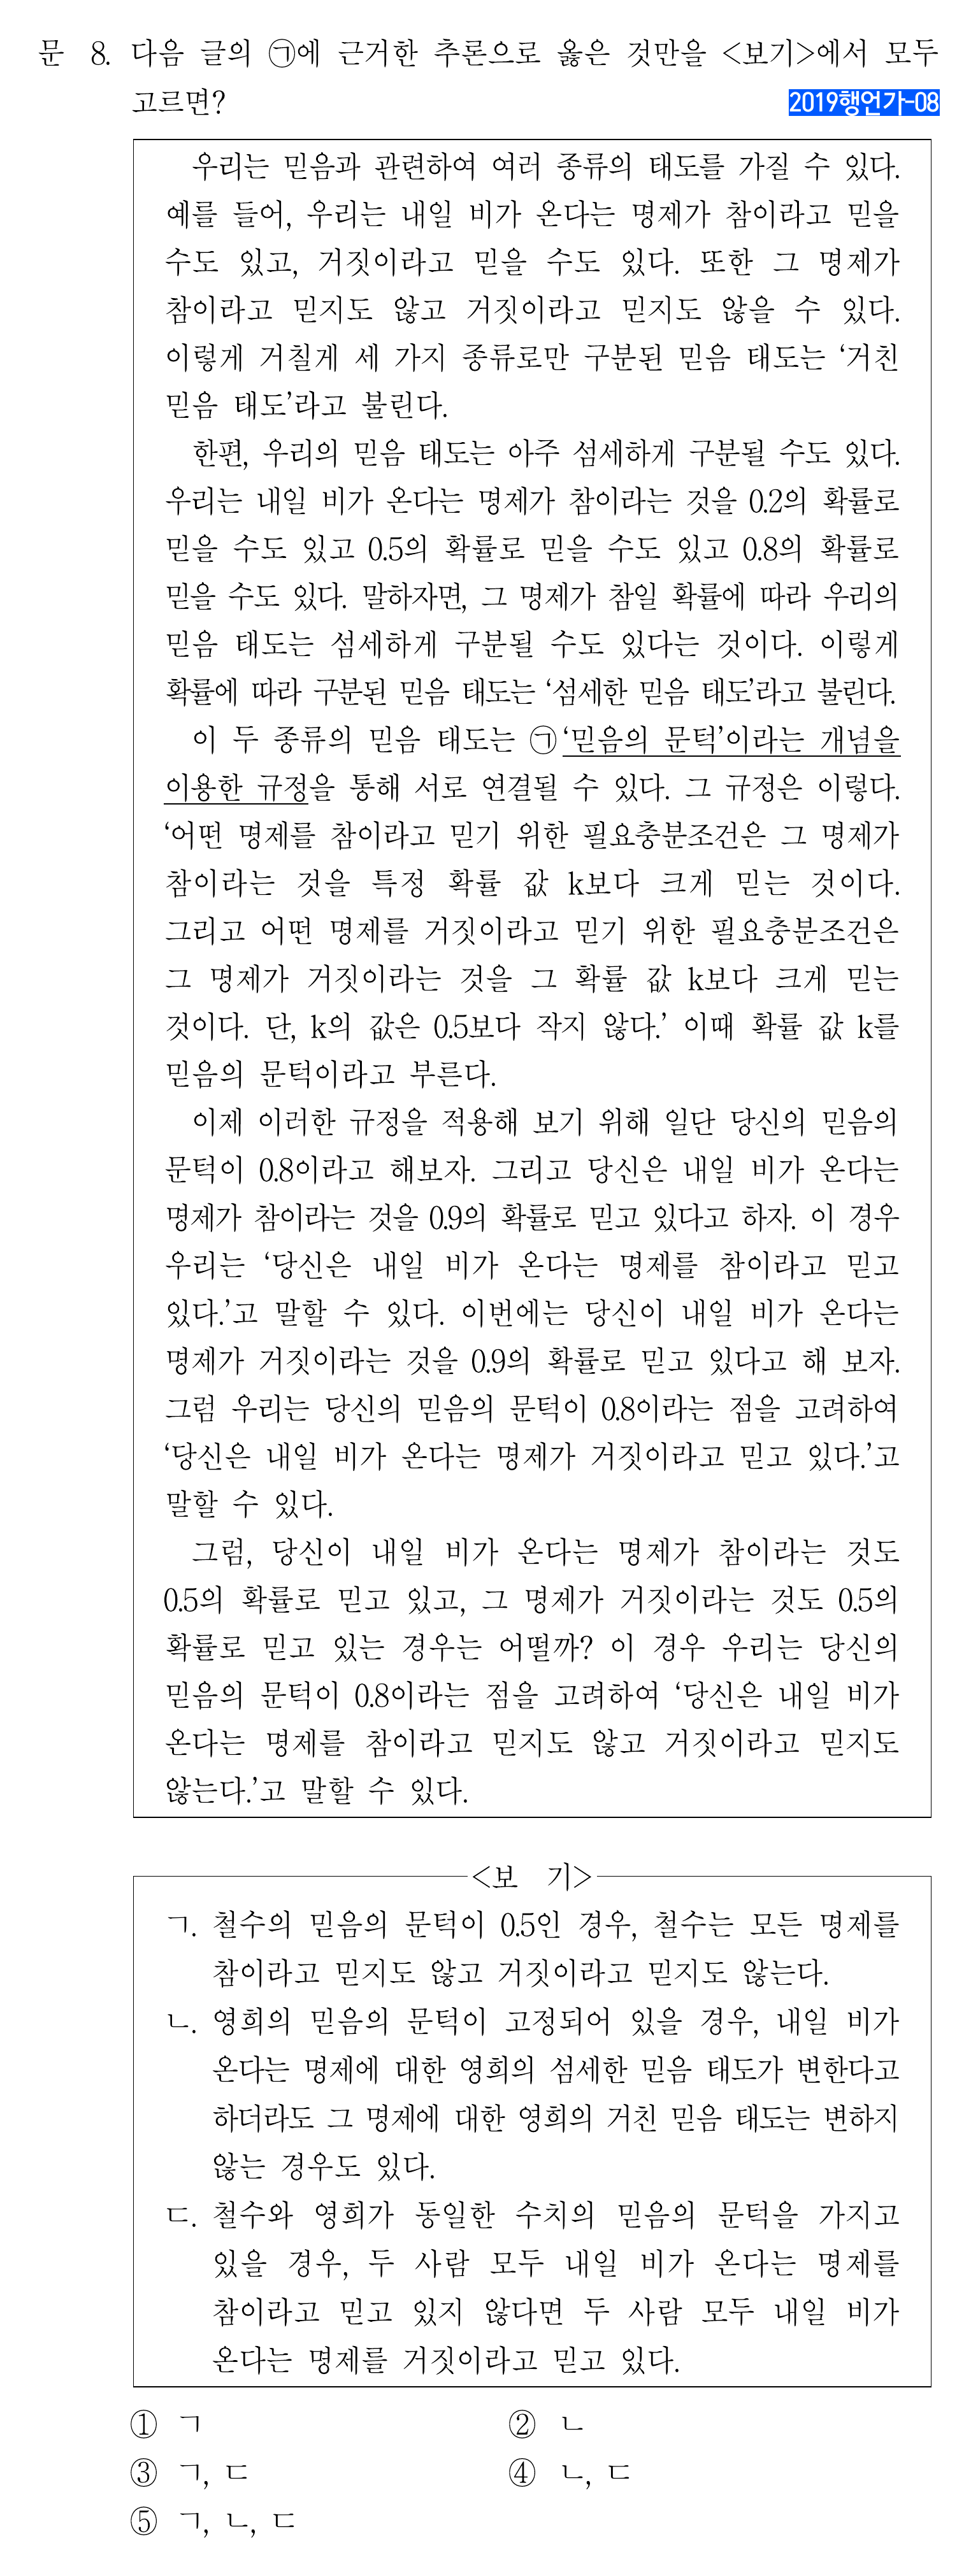 문 8. 다음 글의 ㉠에 근거한 추론으로 옳은 것만을 <보기>에서 모두
고르면?
2019행언가-08
우리는 믿음과 관련하여 여러 종류의 태도를 가질 수 있다.
예를 들어, 우리는 내일 비가 온다는 명제가 참이라고 믿을
수도 있고, 거짓이라고 믿을 수도 있다. 또한 그 명제가
참이라고 믿지도 않고 거짓이라고 믿지도 않을 수 있다.
이렇게 거칠게 세 가지 종류로만 구분된 믿음 태도는 ‘거친
믿음 태도’라고 불린다.
한편, 우리의 믿음 태도는 아주 섬세하게 구분될 수도 있다.
우리는 내일 비가 온다는 명제가 참이라는 것을 0.2의 확률로
믿을 수도 있고 0.5의 확률로 믿을 수도 있고 0.8의 확률로
믿을 수도 있다. 말하자면, 그 명제가 참일 확률에 따라 우리의
믿음 태도는 섬세하게 구분될 수도 있다는 것이다. 이렇게
확률에 따라 구분된 믿음 태도는 ‘섬세한 믿음 태도’라고 불린다.
이 두 종류의 믿음 태도는 ㉠‘믿음의 문턱’이라는 개념을
이용한 규정을 통해 서로 연결될 수 있다. 그 규정은 이렇다.
‘어떤 명제를 참이라고 믿기 위한 필요충분조건은 그 명제가
참이라는 것을 특정 확률 값 k보다 크게 믿는 것이다.
그리고 어떤 명제를 거짓이라고 믿기 위한 필요충분조건은
그 명제가 거짓이라는 것을 그 확률 값 k보다 크게 믿는
것이다. 단, k의 값은 0.5보다 작지 않다.’ 이때 확률 값 k를
믿음의 문턱이라고 부른다.
이제 이러한 규정을 적용해 보기 위해 일단 당신의 믿음의
문턱이 0.8이라고 해보자. 그리고 당신은 내일 비가 온다는
명제가 참이라는 것을 0.9의 확률로 믿고 있다고 하자. 이 경우
우리는 ‘당신은 내일 비가 온다는 명제를 참이라고 믿고
있다.’고 말할 수 있다. 이번에는 당신이 내일 비가 온다는
명제가 거짓이라는 것을 0.9의 확률로 믿고 있다고 해 보자.
그럼 우리는 당신의 믿음의 문턱이 0.8이라는 점을 고려하여
‘당신은 내일 비가 온다는 명제가 거짓이라고 믿고 있다.’고
말할 수 있다.
그럼, 당신이 내일 비가 온다는 명제가 참이라는 것도
0.5의 확률로 믿고 있고, 그 명제가 거짓이라는 것도 0.5의
확률로 믿고 있는 경우는 어떨까? 이 경우 우리는 당신의
믿음의 문턱이 0.8이라는 점을 고려하여 ‘당신은 내일 비가
온다는 명제를 참이라고 믿지도 않고 거짓이라고 믿지도
않는다.’고 말할 수 있다.
<보 기>
ㄱ. 철수의 믿음의 문턱이 0.5인 경우, 철수는 모든 명제를
참이라고 믿지도 않고 거짓이라고 믿지도 않는다.
ㄴ. 영희의 믿음의 문턱이 고정되어 있을 경우, 내일 비가
온다는 명제에 대한 영희의 섬세한 믿음 태도가 변한다고
하더라도 그 명제에 대한 영희의 거친 믿음 태도는 변하지
않는 경우도 있다.
ㄷ. 철수와 영희가 동일한 수치의 믿음의 문턱을 가지고
있을 경우, 두 사람 모두 내일 비가 온다는 명제를
참이라고 믿고 있지 않다면 두 사람 모두 내일 비가
온다는 명제를 거짓이라고 믿고 있다.
① ㄱ ② ㄴ
③ ㄱ, ㄷ ④ ㄴ, ㄷ
⑤ ㄱ, ㄴ, ㄷ